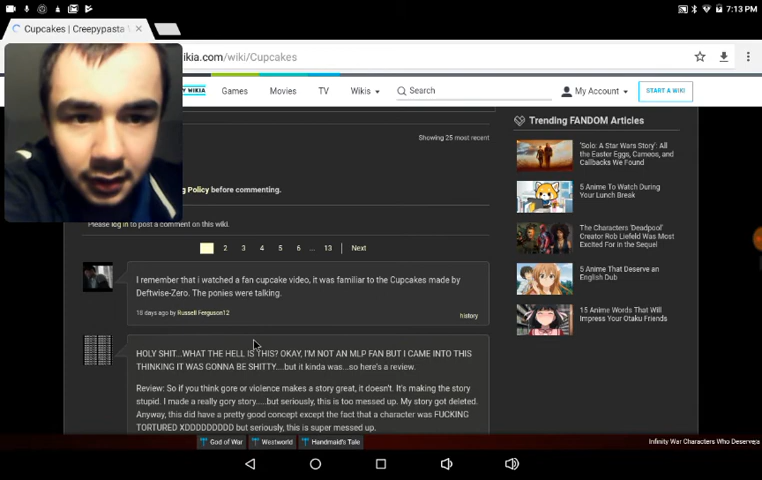 7:13 PM
Cupcakes | Creepypasta
ikia.com/wiki/Cupcakes
WIKIA Games Movies TV Wikis Search My Account START A WIKI
Showing 25 most recent
Trending FANDOM Articles
g Policy before commenting.
Please log in to post a comment on this wiki.
2 3 4 5 6 ... 13 Next
'Solo: A Star Wars Story': All
the Easter Eggs, Cameos, and
Callbacks We Found
5 Anime To Watch During
Your Lunch Break
The Characters 'Deadpool'
Creator Rob Liefeld Was Most
Excited For in the Sequel
5 Anime That Deserve an
English Dub
15 Anime Words That Will
Impress Your Otaku Friends
I remember that i watched a fan cupcake video, it was familiar to the Cupcakes made by
Deftwise-Zero. The ponies were talking.
18 days ago by Russell Ferguson12
history
HOLY SHIT...WHAT THE HELL IS THIS? OKAY, I'M NOT AN MLP FAN BUT I CAME INTO THIS
THINKING IT WAS GONNA BE SHITTY....but it kinda was...so here's a review.
Review: So if you think gore or violence makes a story great, it doesn't. It's making the story
stupid. I made a really gory story.....but seriously, this is too messed up. My story got deleted.
Anyway, this did have a pretty good concept except the fact that a character was FUCKING
TORTURED XDDDDDDDDD but seriously, this is super messed up.
God of War Westworld Handmaid's Tale
Infinity War Characters Who Deserve